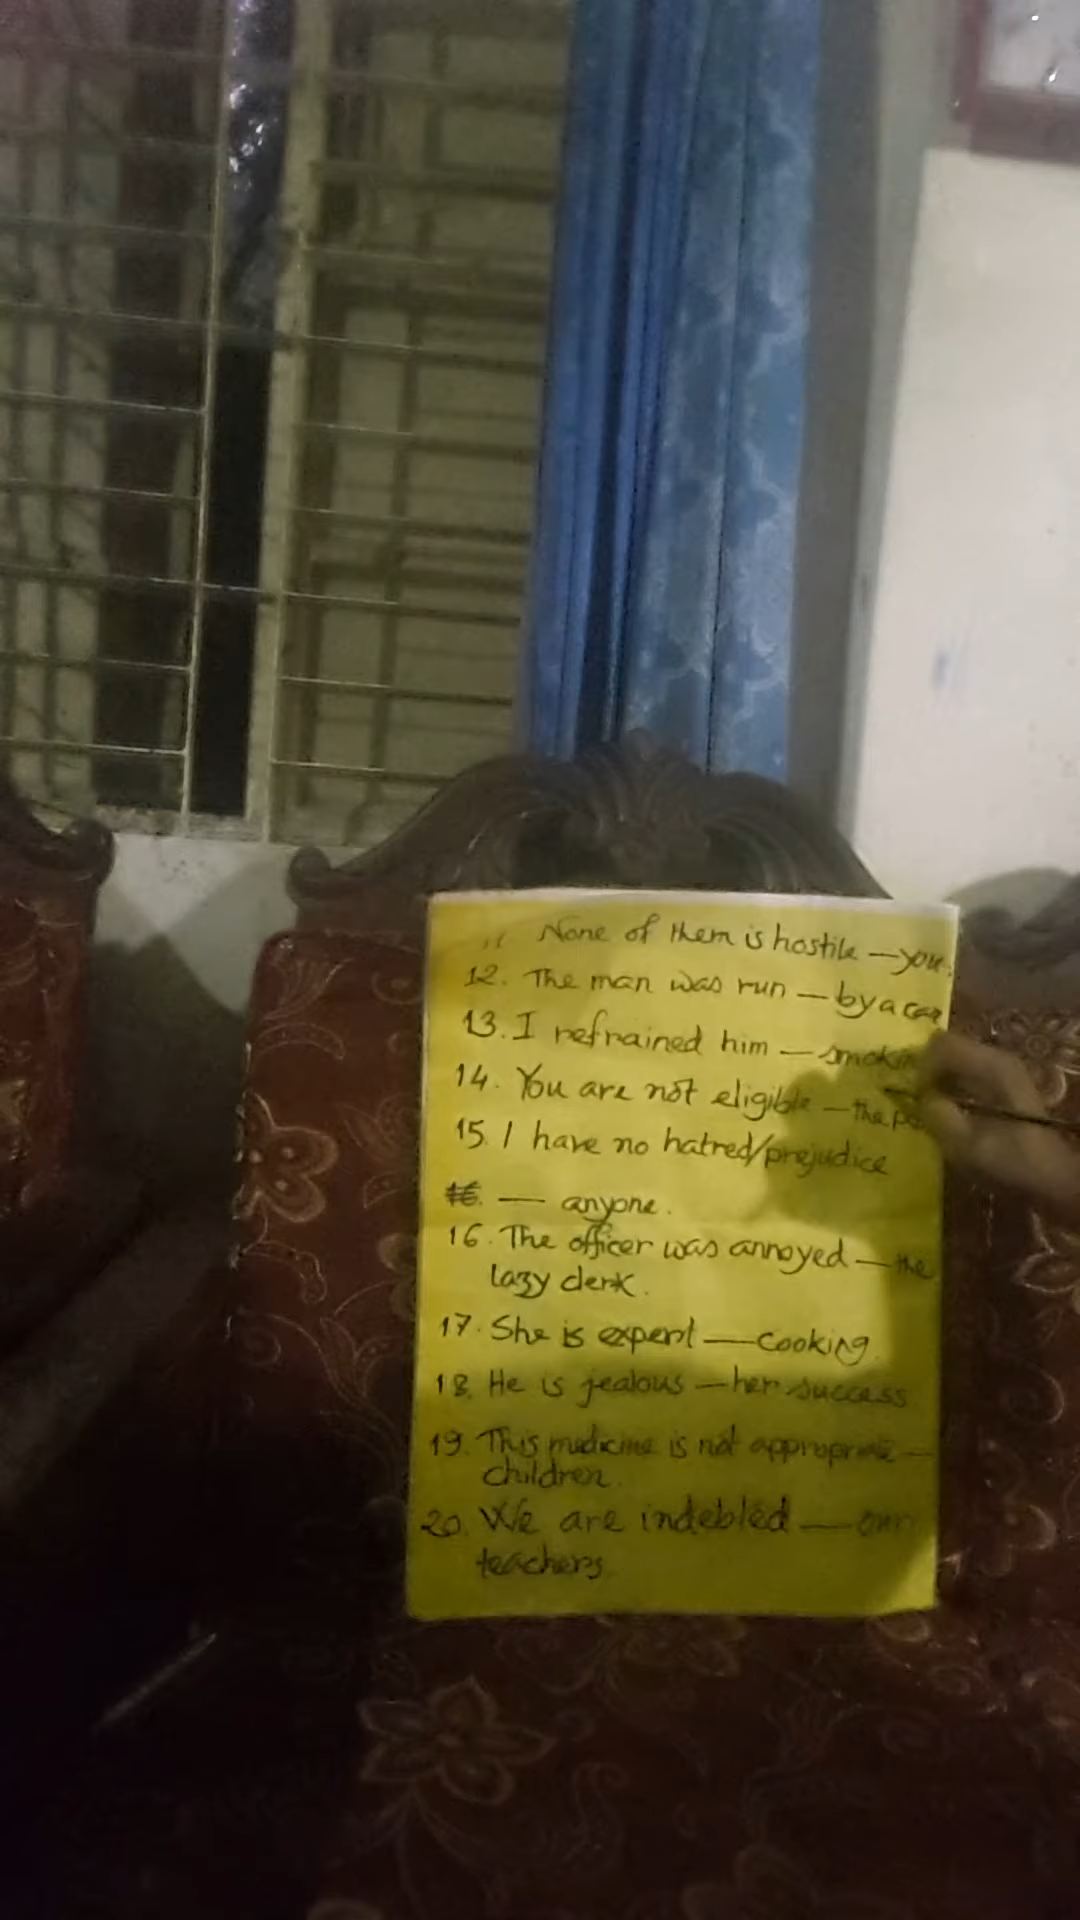 11 None of them is hostile — you.
12. The man was run — by a car
13. I refrained him — smokin
14. You are not eligible — the
15. I have no hatred/prejudice
— anyone.
16. The officer was annoyed — the
lazy clerk.
17. She is expert — cooking.
18. He is jealous — her success
19. This medicine is not appropriate —
children.
20. We are indebted — our
teachers